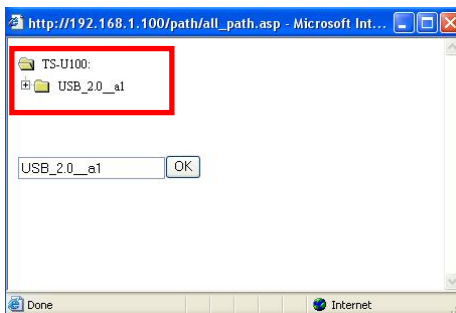 http://192.168.1.100/path/all_path.asp - Microsoft Int...
TS-U100:
USB_2.0__a1
USB_2.0__a1 OK
Done Internet